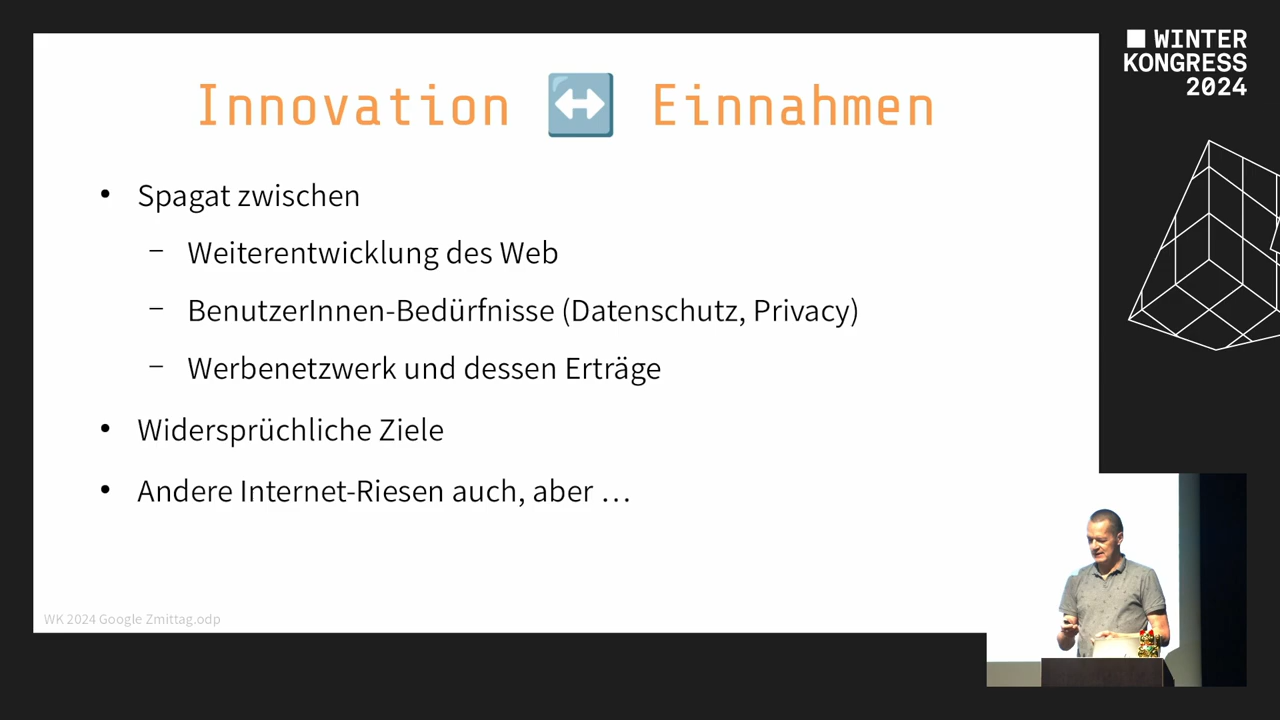 Innovation ↔ Einnahmen
• Spagat zwischen
– Weiterentwicklung des Web
– BenutzerInnen-Bedürfnisse (Datenschutz, Privacy)
– Werbenetzwerk und dessen Erträge
• Widersprüchliche Ziele
• Andere Internet-Riesen auch, aber …
WK 2024 Google Zmittag.odp
WINTER
KONGRESS
2024